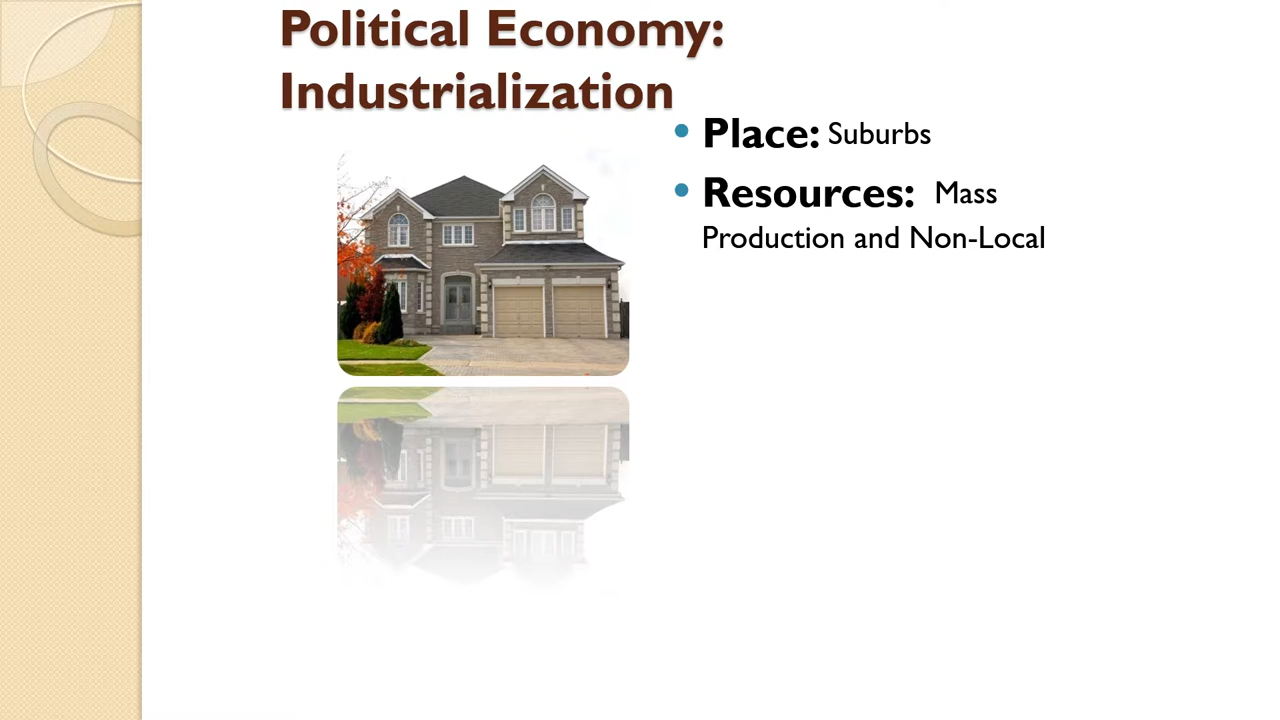 Political Economy:
Industrialization
• Place: Suburbs
• Resources: Mass
Production and Non-Local